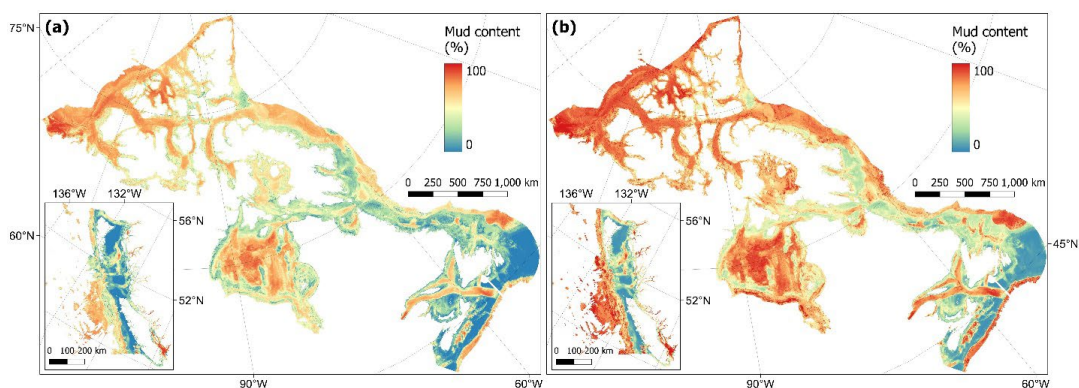 (a)
75°N
Mud content
(%)
100
0
0 250 500 750 1,000 km
136°W 132°W
56°N
60°N
52°N
0 100 200 km
90°W
60°W
(b)
Mud content
(%)
100
0
0 250 500 750 1,000 km
136°W 132°W
56°N
45°N
52°N
0 100 200 km
90°W
60°W